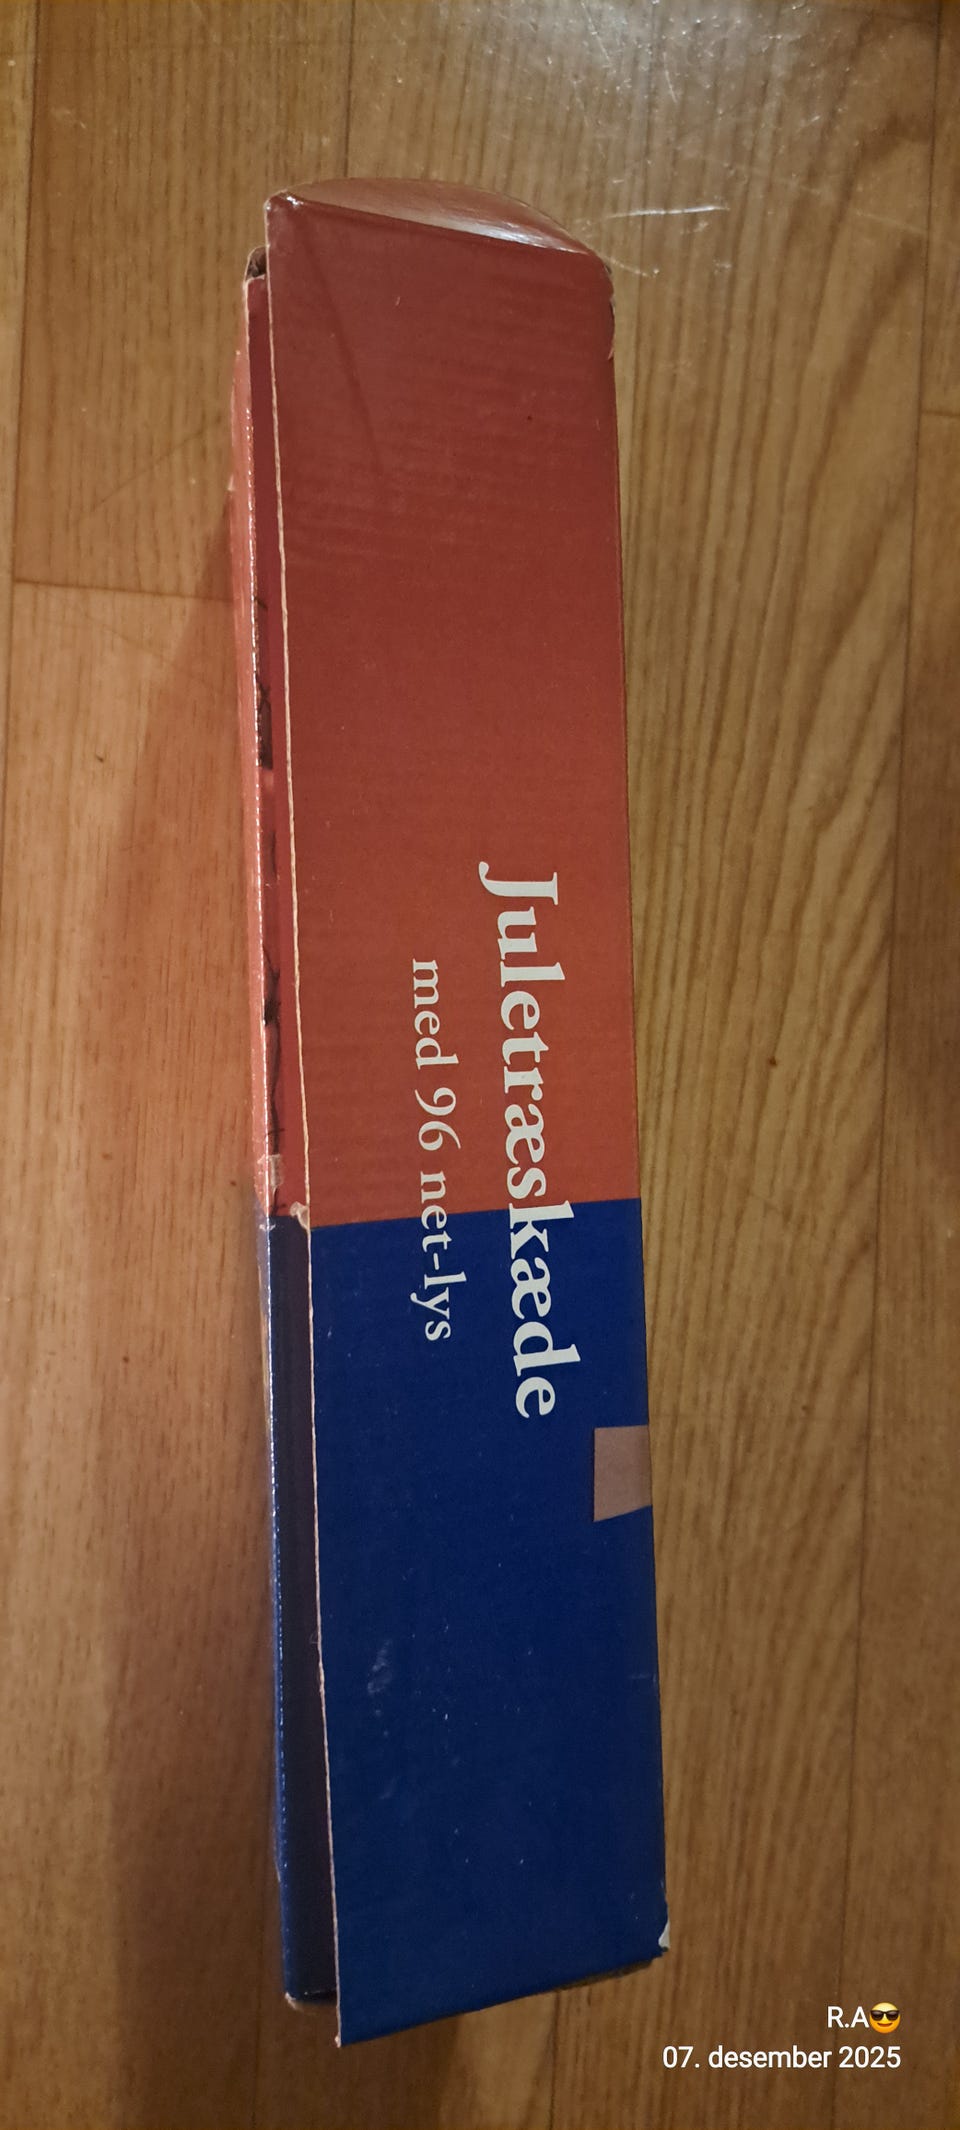 Juletræskæde
med 96 net-lys
R.A😎
07. desember 2025